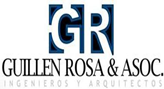 GR
GUILLEN ROSA & ASOC.
INGENIEROS Y ARQUITECTOS